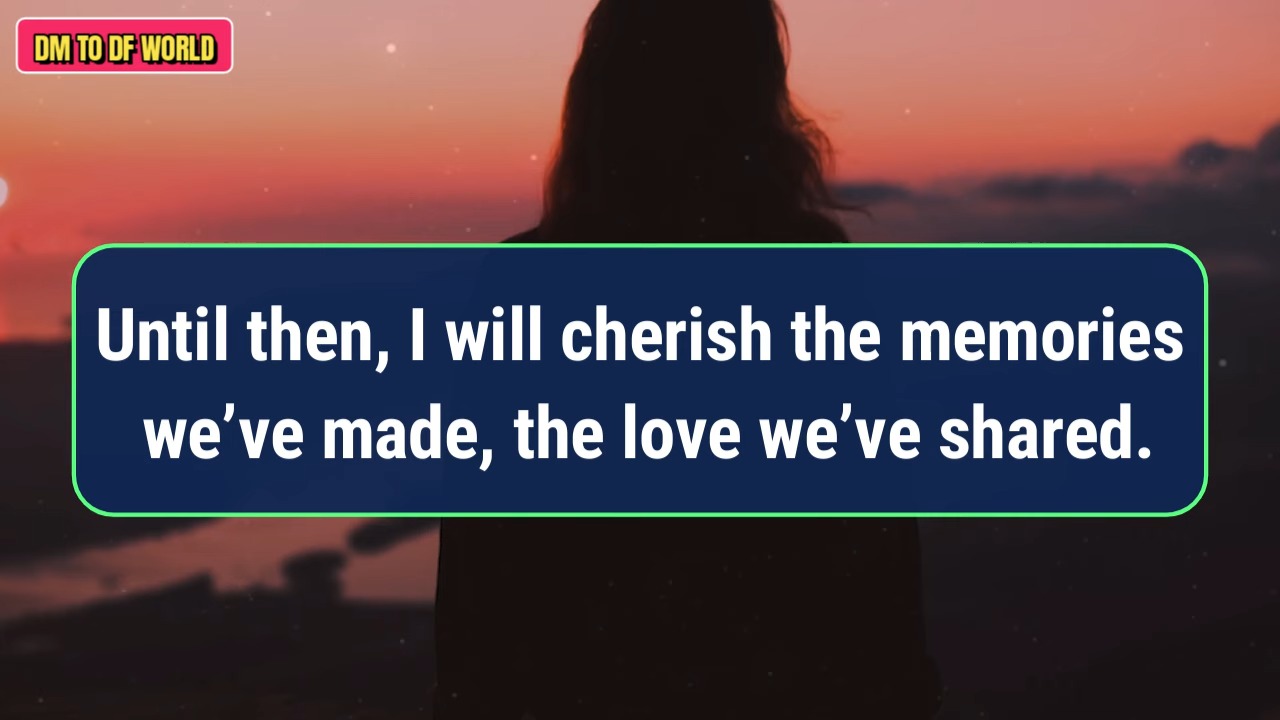 DM TO DF WORLD
Until then, I will cherish the memories
we’ve made, the love we’ve shared.